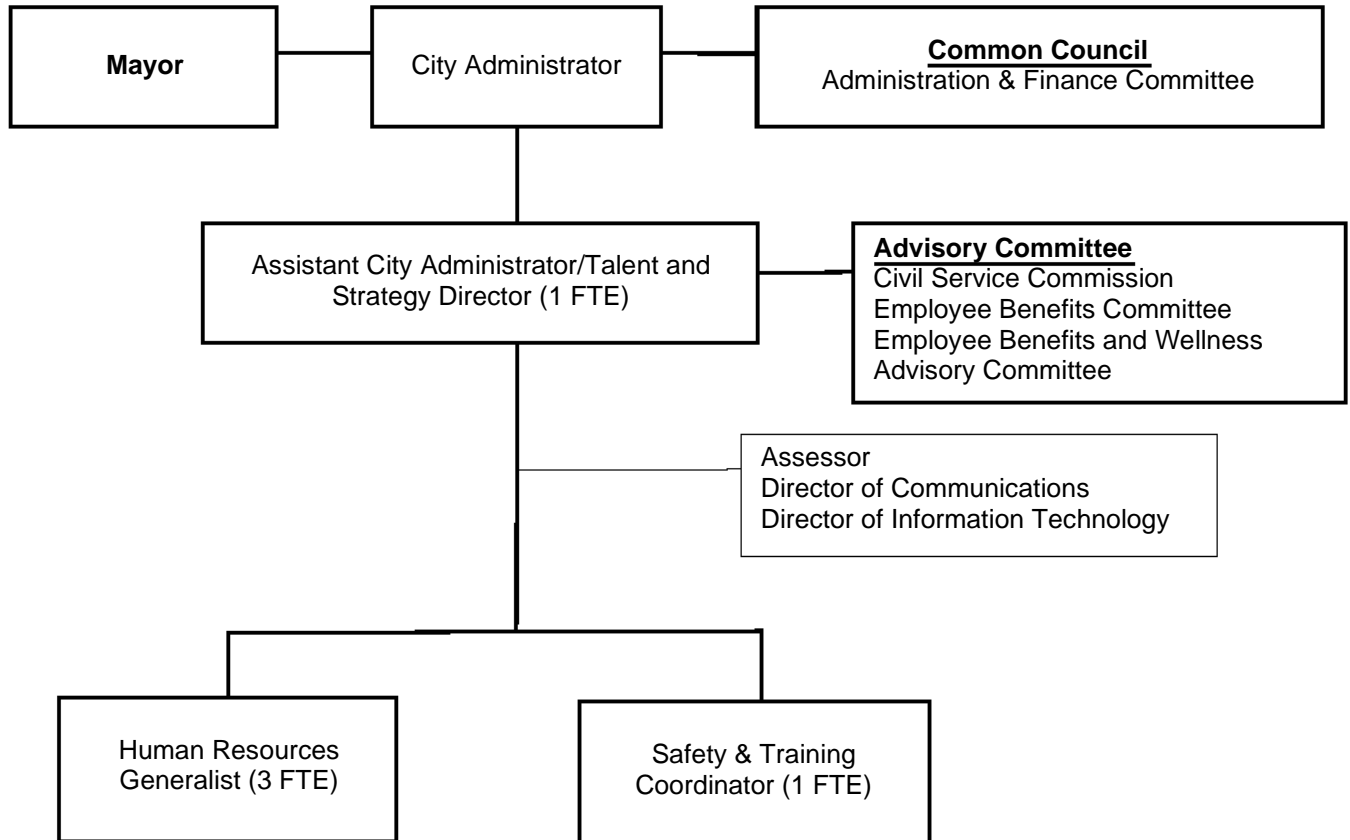 Mayor
City Administrator
Common Council
Administration & Finance Committee
Assistant City Administrator/Talent and
Strategy Director (1 FTE)
Advisory Committee
Civil Service Commission
Employee Benefits Committee
Employee Benefits and Wellness
Advisory Committee
Assessor
Director of Communications
Director of Information Technology
Human Resources
Generalist (3 FTE)
Safety & Training
Coordinator (1 FTE)